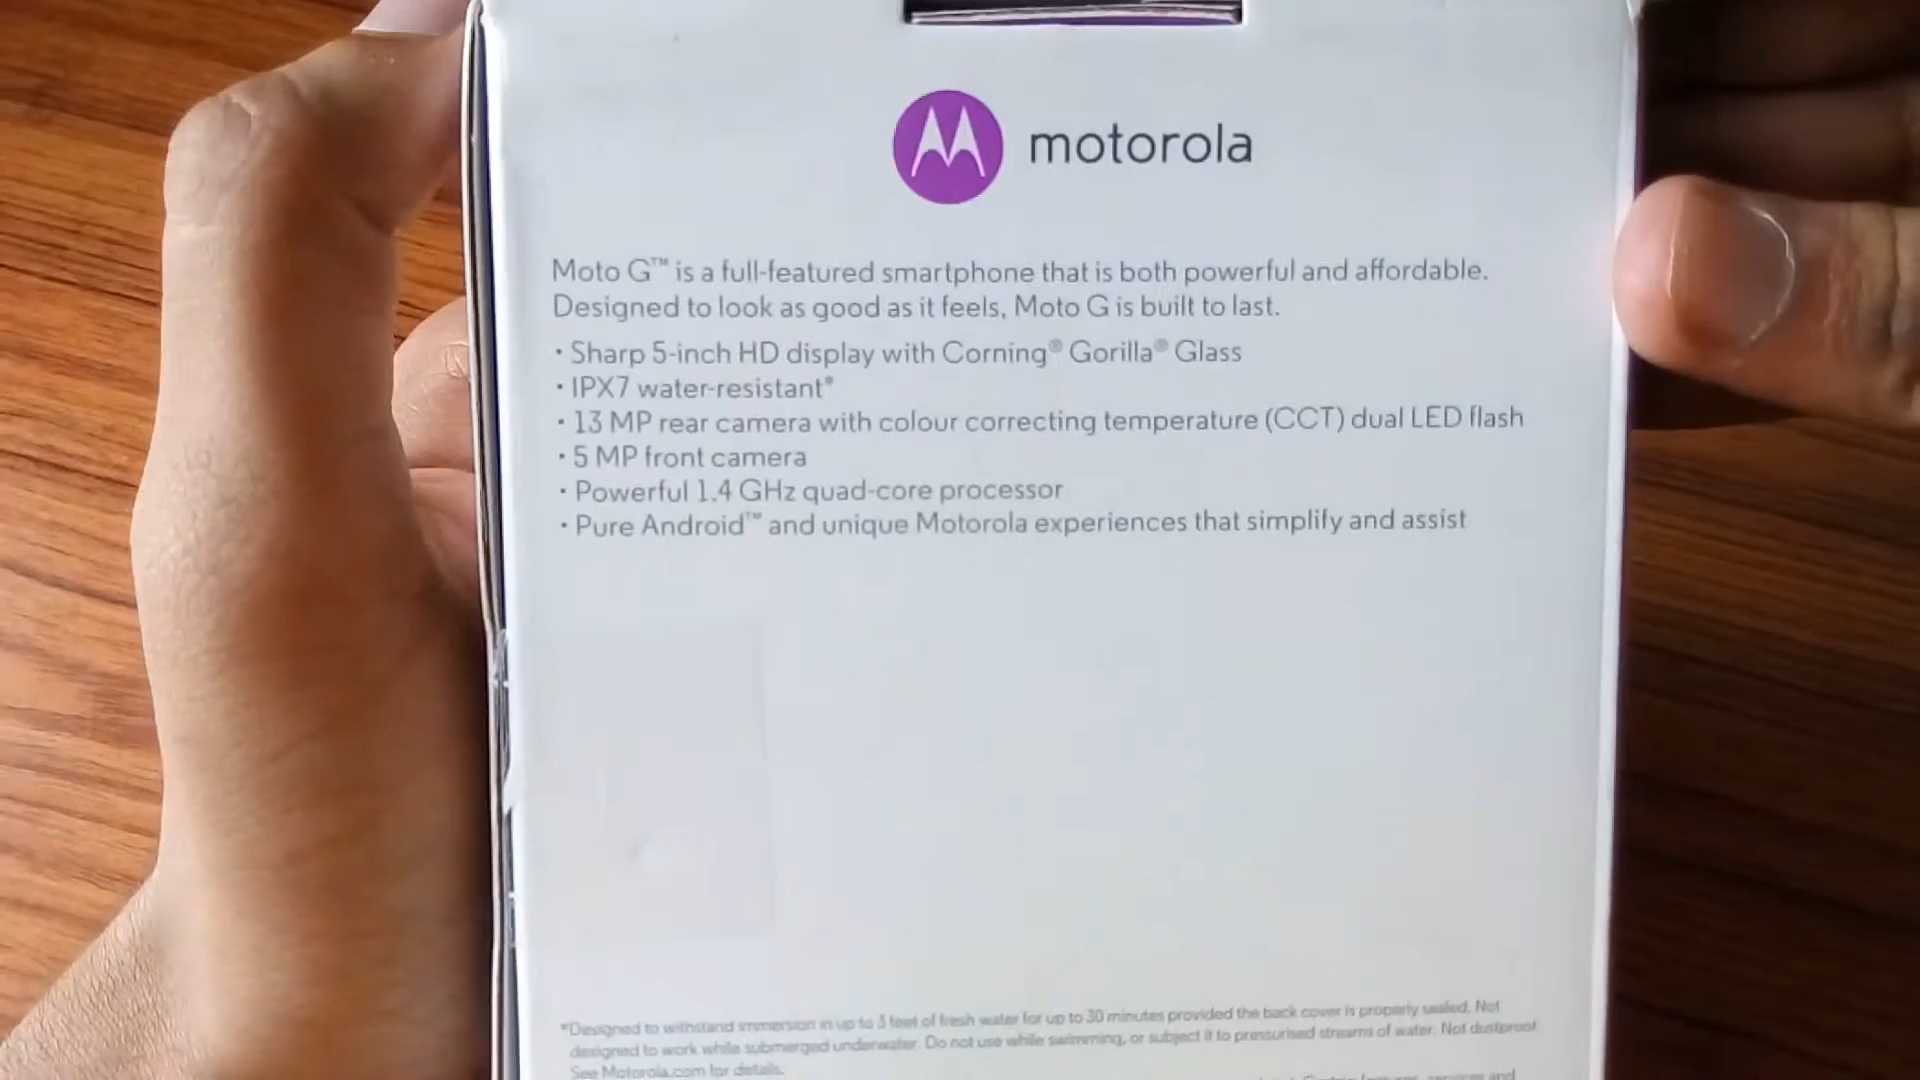 motorola
Moto G™ is a full-featured smartphone that is both powerful and affordable.
Designed to look as good as it feels, Moto G is built to last.
• Sharp 5-inch HD display with Corning® Gorilla® Glass
• IPX7 water-resistant*
• 13 MP rear camera with colour correcting temperature (CCT) dual LED flash
• 5 MP front camera
• Powerful 1.4 GHz quad-core processor
• Pure Android™ and unique Motorola experiences that simplify and assist
*Designed to withstand immersion in up to 3 feet of fresh water for up to 30 minutes provided the back cover is properly sealed. Not
designed to work while submerged underwater. Do not use while swimming, or subject it to pressurised streams of water. Not dustproof.
See Motorola.com for details.
Certain features, services and